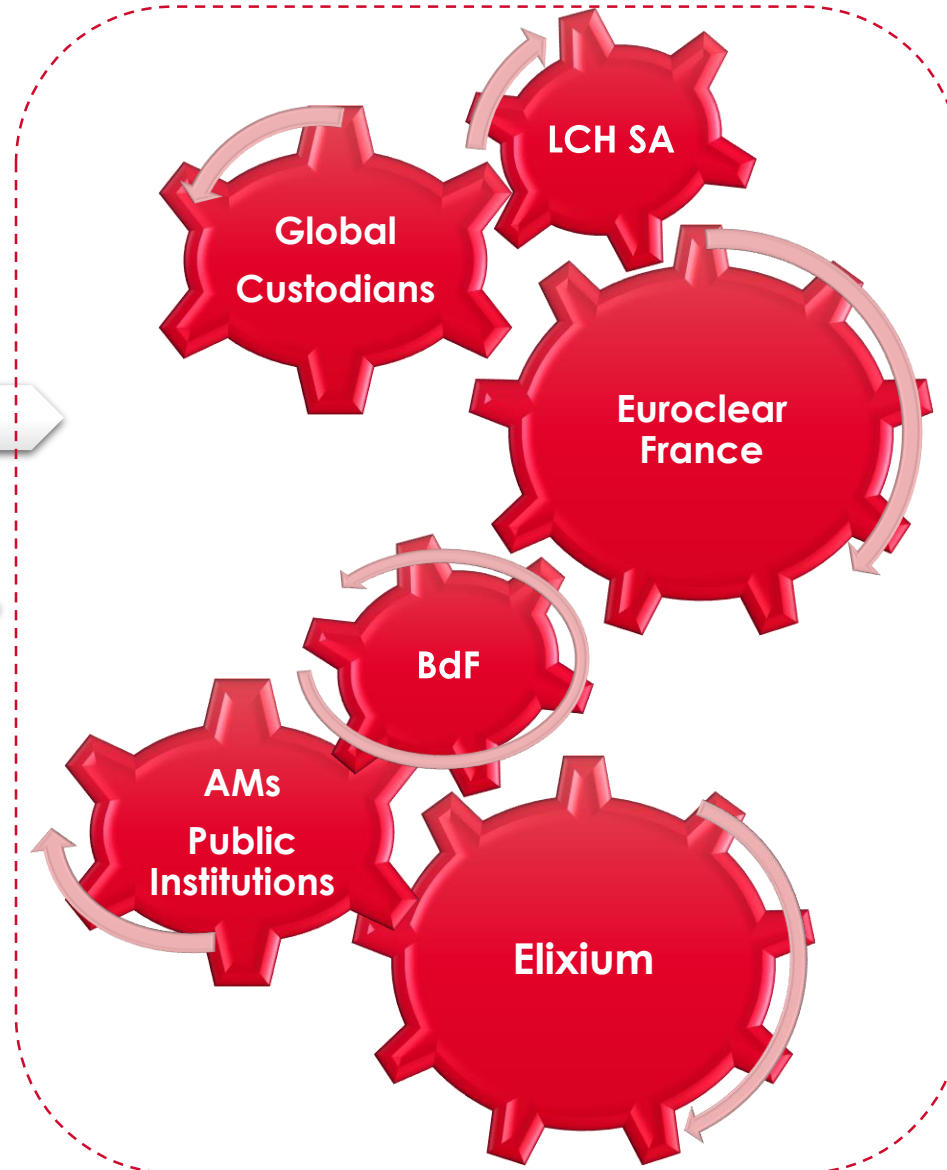 LCH SA
Global
Custodians
Euroclear
France
BdF
AMs
Public
Institutions
Elixium